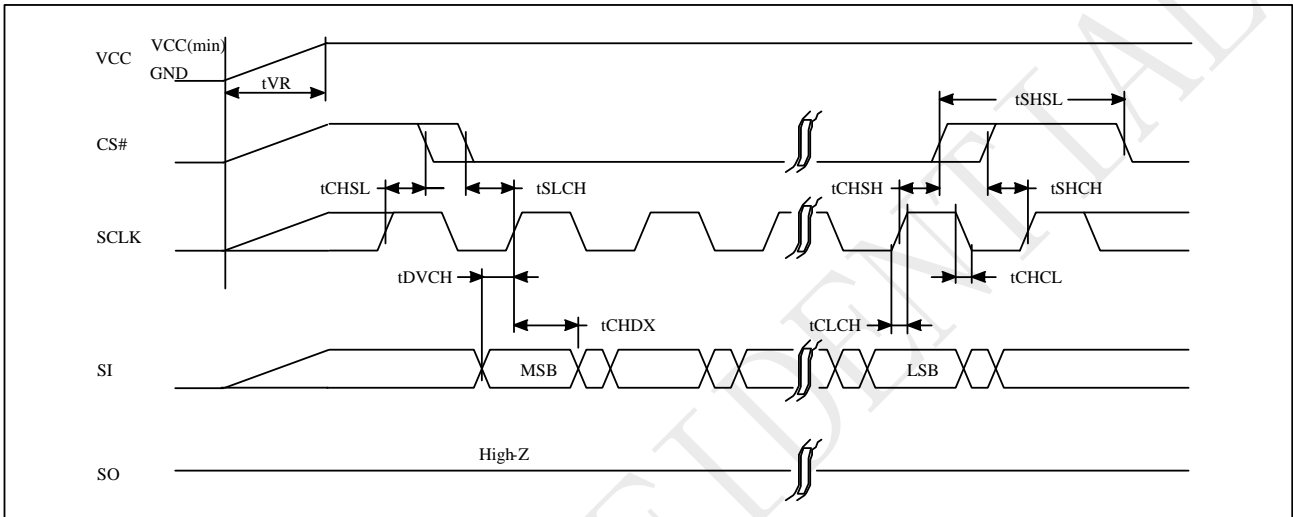 VCC
VCC(min)
GND
tVR
tSHSL
CS#
tCHSL
tSLCH
tCHSH
tSHCH
SCLK
tDVCH
tCHCL
tCHDX
tCLCH
SI
MSB
LSB
High-Z
SO